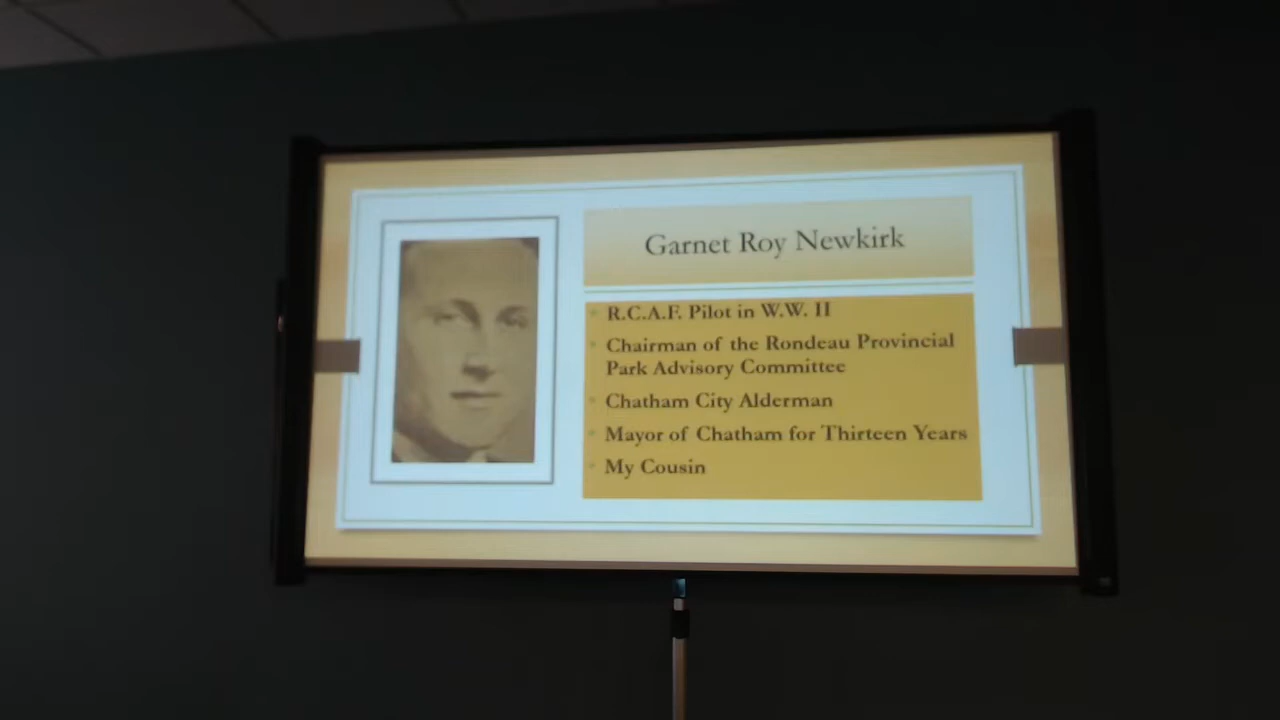 Garnet Roy Newkirk
R.C.A.F. Pilot in W.W. II
Chairman of the Rondeau Provincial
Park Advisory Committee
Chatham City Alderman
Mayor of Chatham for Thirteen Years
My Cousin